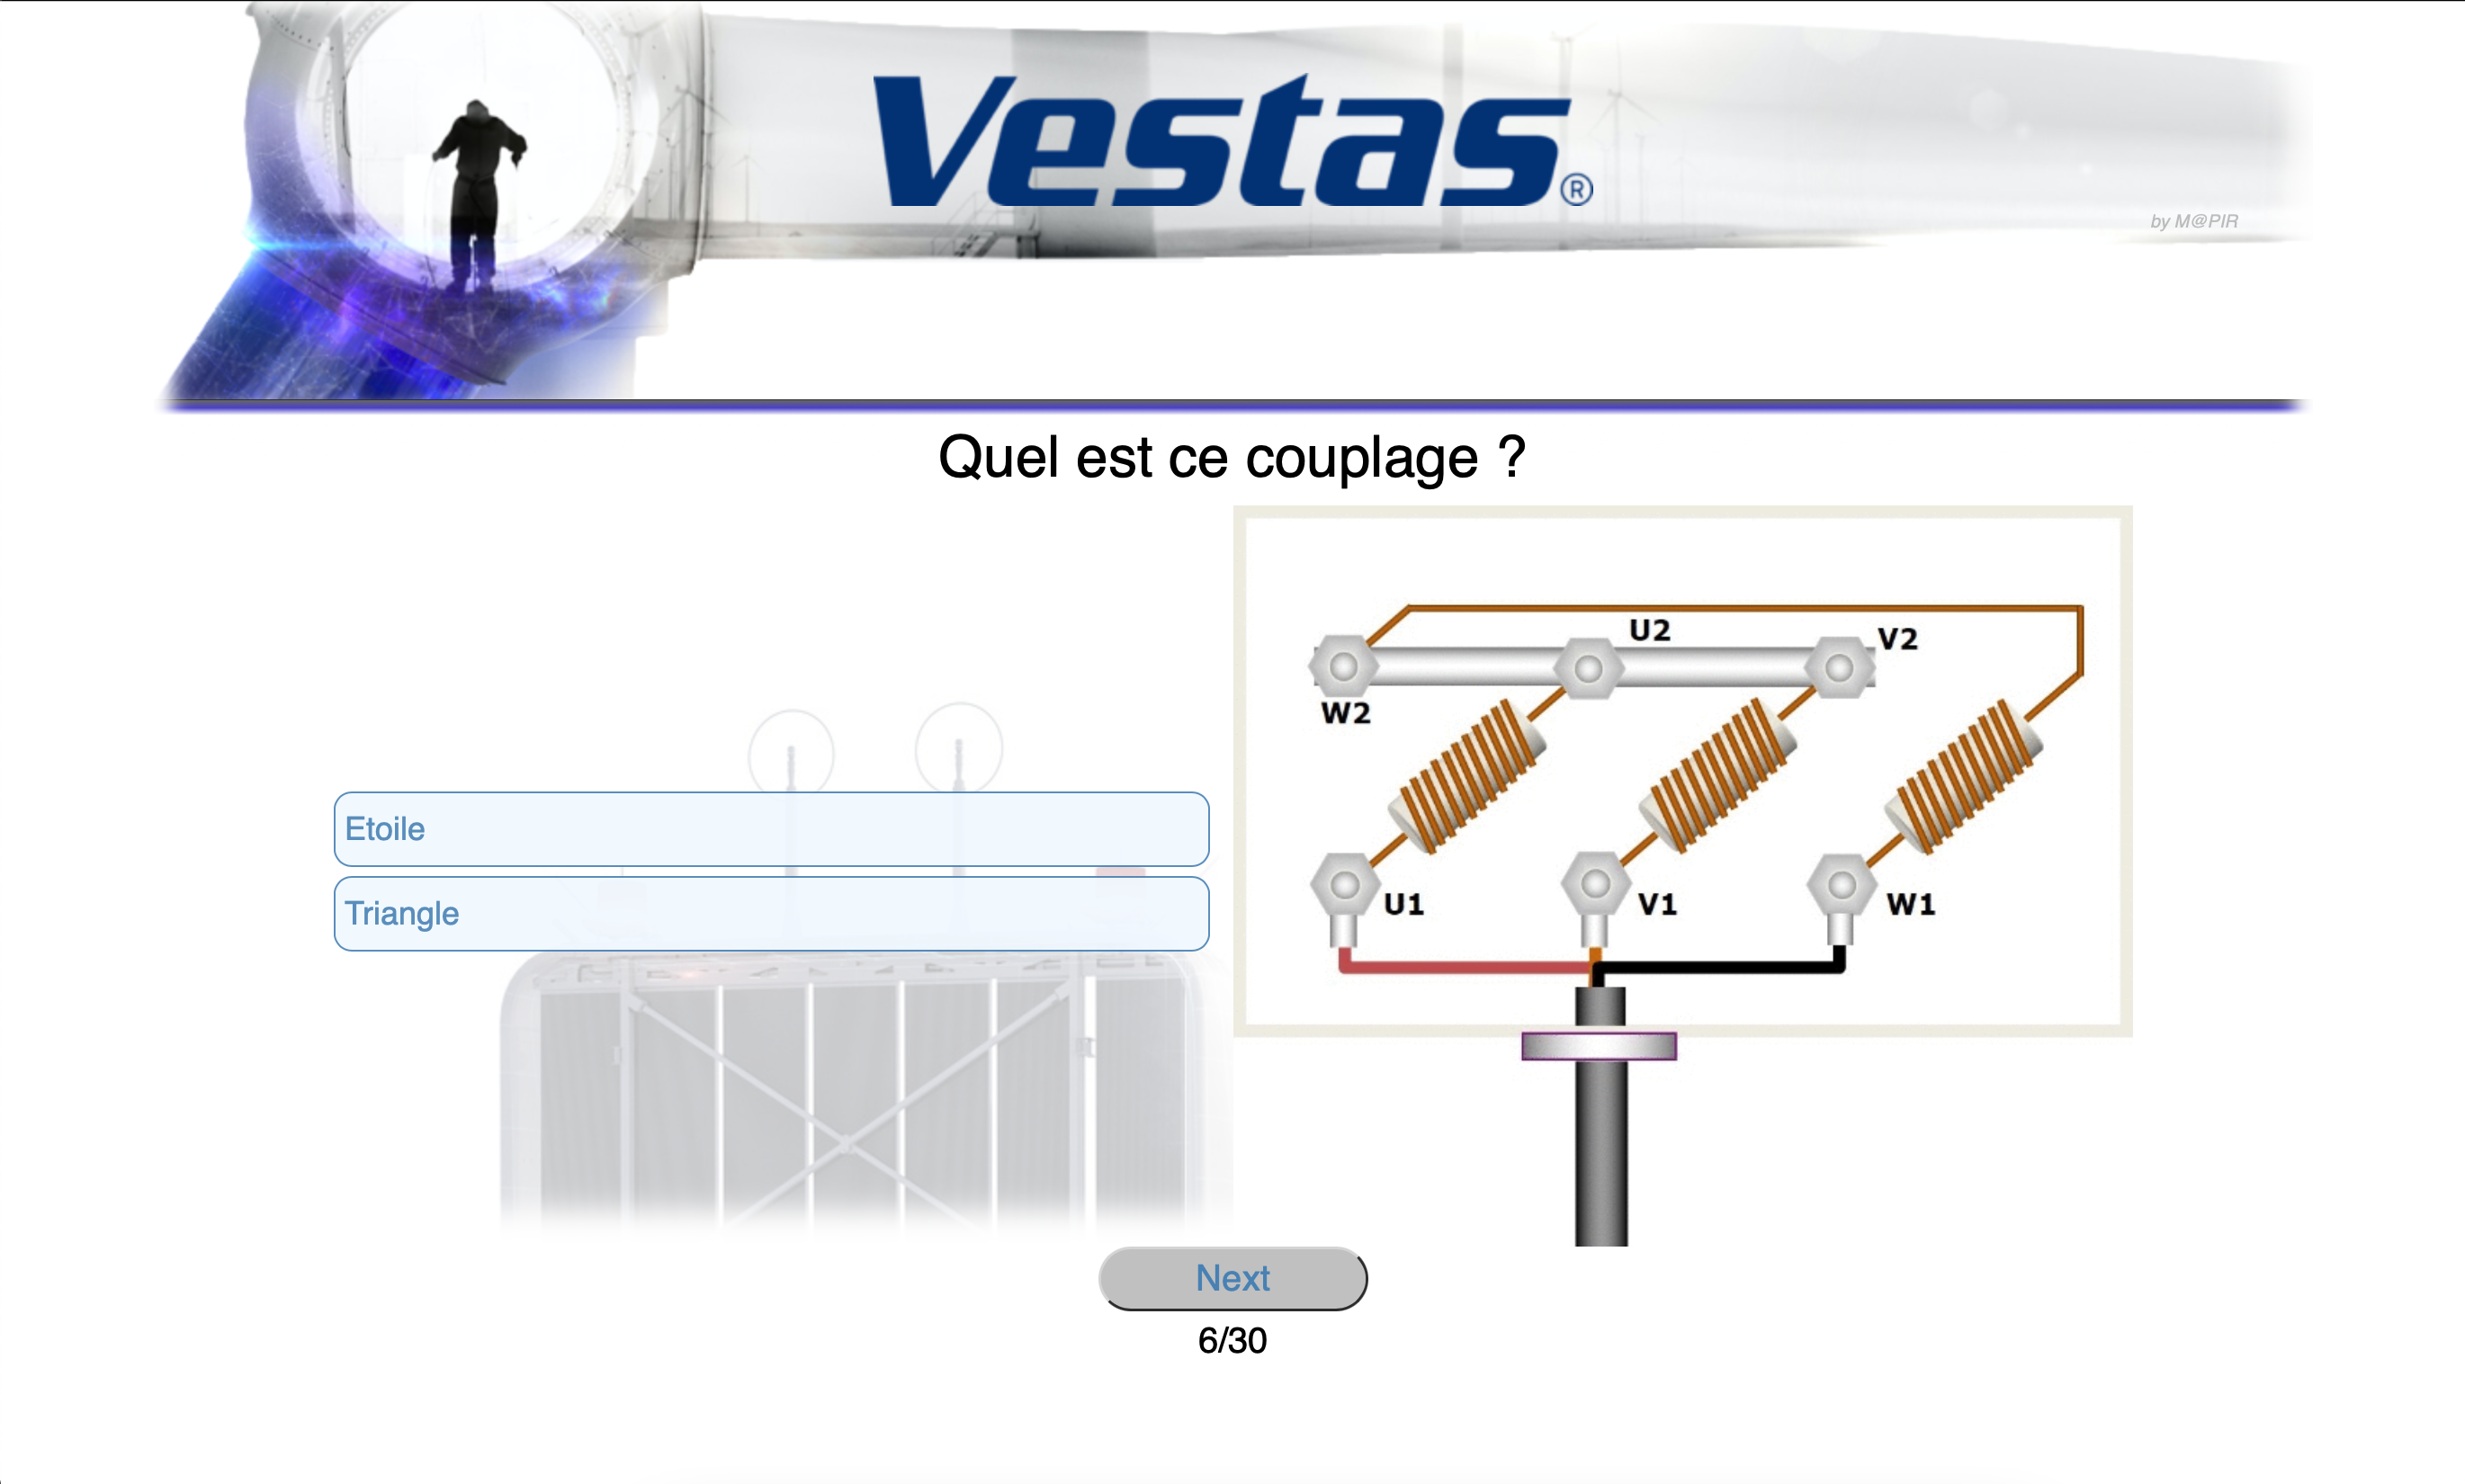 Vestas®
by M@PIR
Quel est ce couplage ?
U2
V2
W2
Etoile
Triangle
U1
V1
W1
Next
6/30